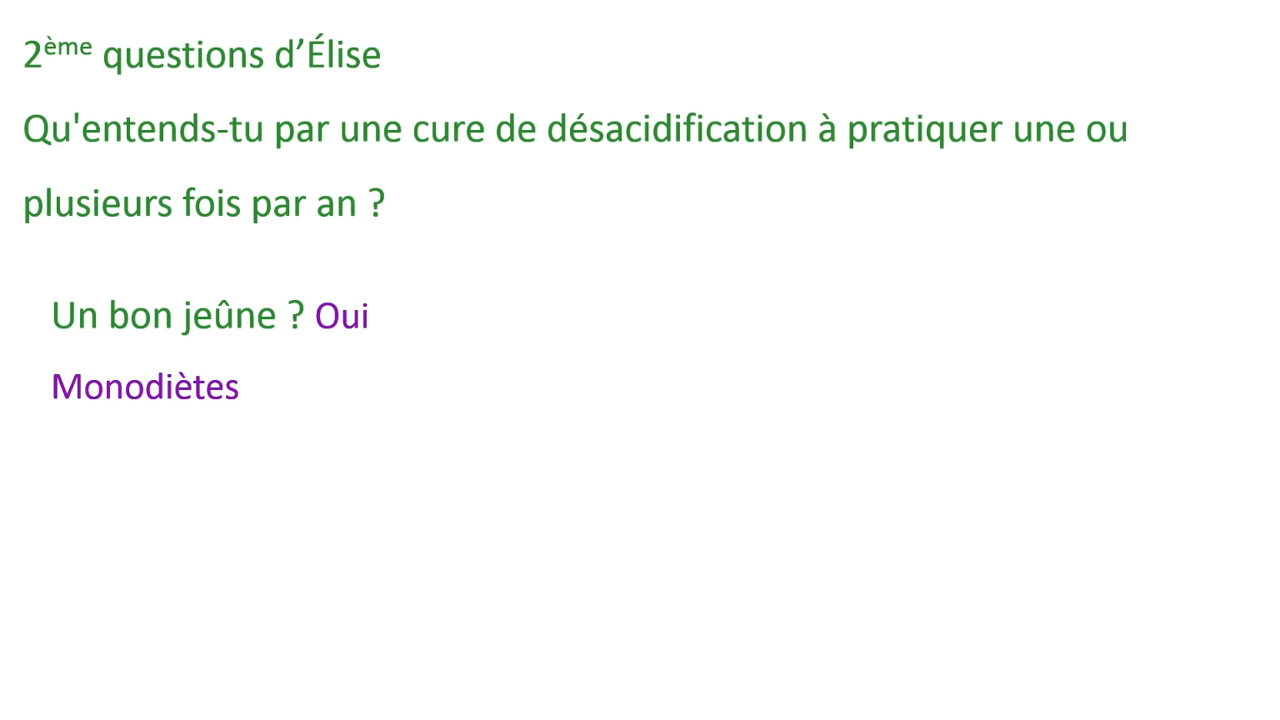 2ème questions d’Élise
Qu'entends-tu par une cure de désacidification à pratiquer une ou
plusieurs fois par an ?
Un bon jeûne ? Oui
Monodiètes